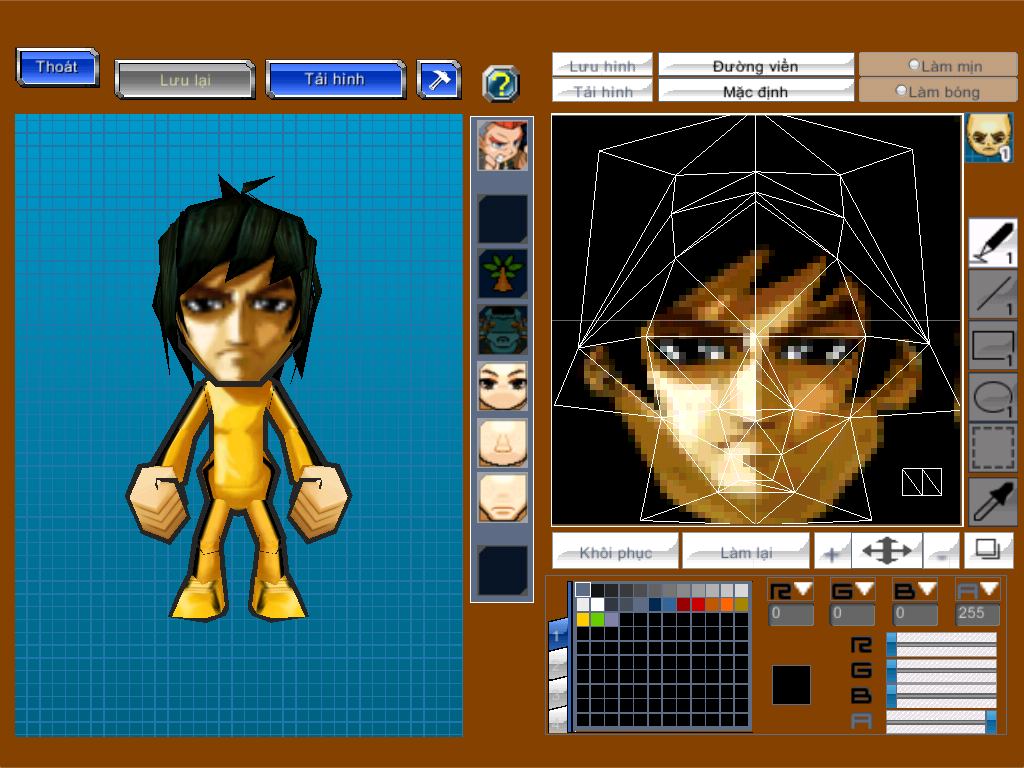 Thoát
Lưu lại
Tải hình
?
Lưu hình
Đường viền
Làm mịn
Tải hình
Mặc định
Làm bóng
1
1
1
1
1
Khôi phục
Làm lại
+
-
R
G
B
A
0
0
0
255
1
R
G
B
A